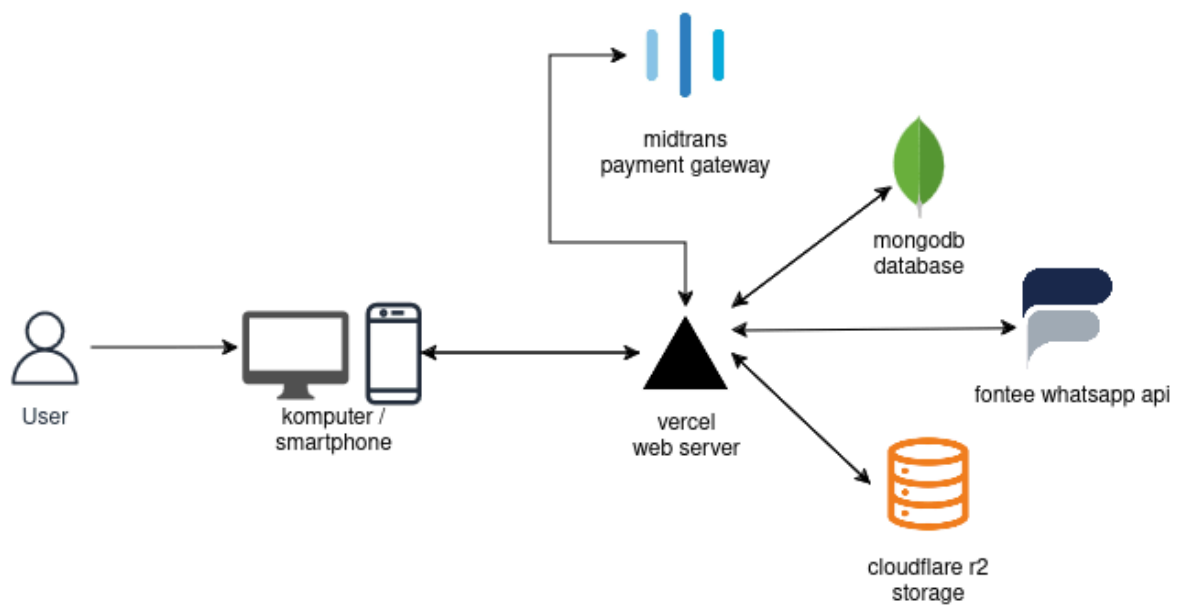 midtrans
payment gateway
mongodb
database
fontee whatsapp api
User
komputer /
smartphone
vercel
web server
cloudflare r2
storage